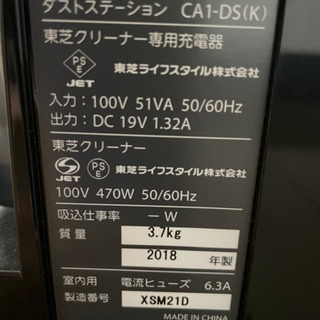 ダストステーション CA1-DS(K)
東芝クリーナー専用充電器
PS
E
JET 東芝ライフスタイル株式会社
入力：100V 51VA 50/60Hz
出力：DC 19V 1.32A
東芝クリーナー
S JET PS E 東芝ライフスタイル株式会社
100V 470W 50/60Hz
吸込仕事率 ーW
質量 3.7kg
2018 年製
室内用 電流ヒューズ 6.3A
製造番号 XSM21D
MADE IN CHINA